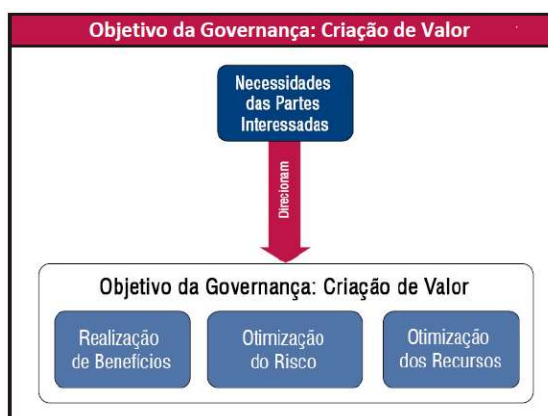 Objetivo da Governança: Criação de Valor
Necessidades
das Partes
Interessadas
Direcionam
Objetivo da Governança: Criação de Valor
Realização
de Benefícios
Otimização
do Risco
Otimização
dos Recursos